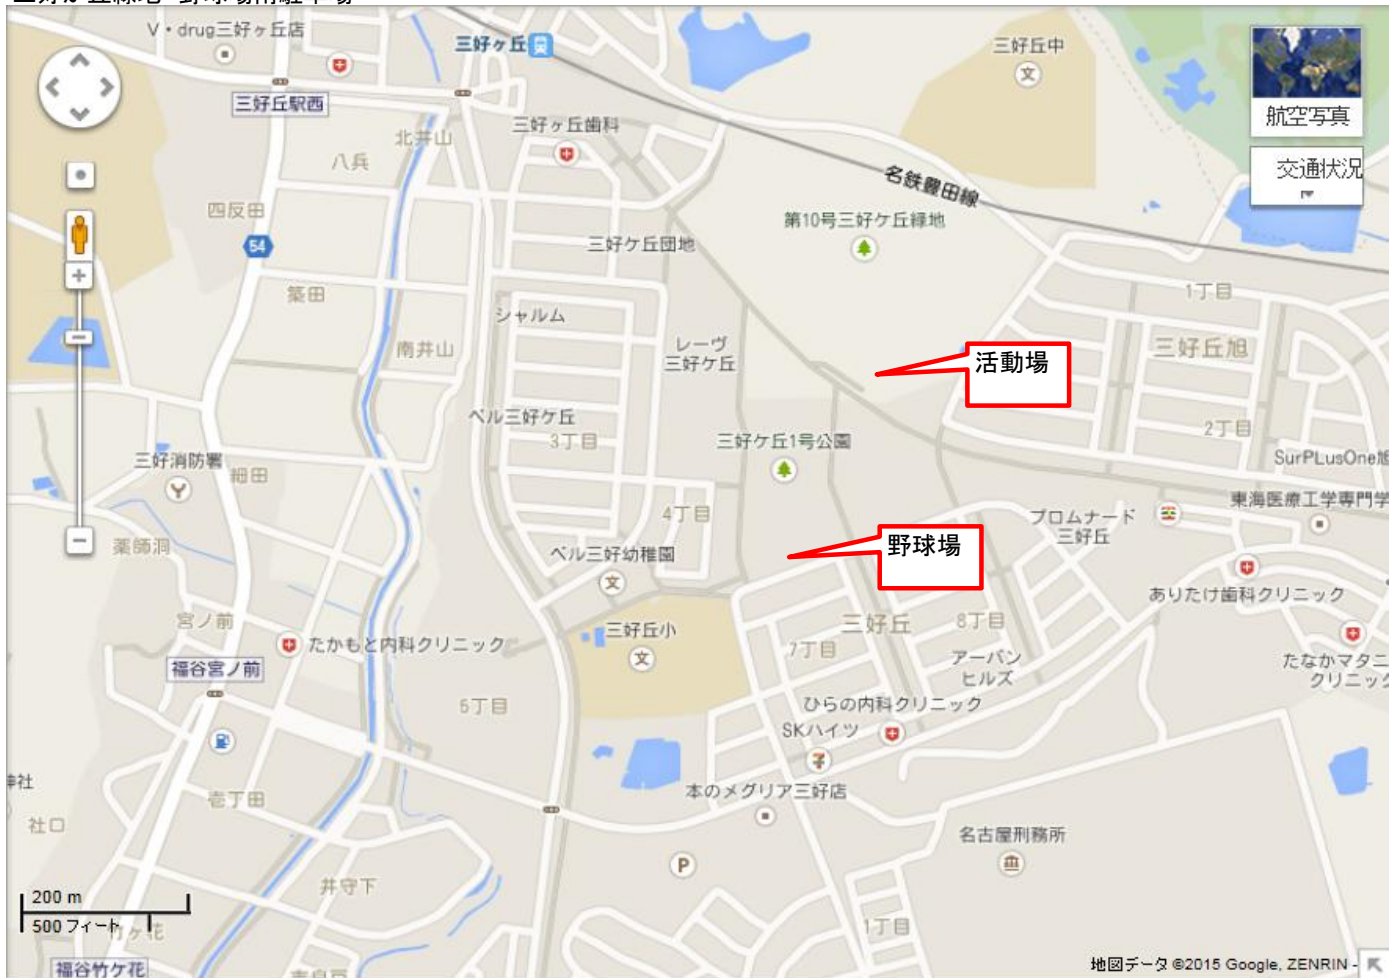 V・drug三好ヶ丘店
三好ケ丘
三好丘中
航空写真
三好丘駅西
三好ヶ丘歯科
北井山
八兵
交通状況
名鉄豊田線
四反田
第10号三好ケ丘緑地
54
三好ケ丘団地
築田
1丁目
シャルム
レーヴ
三好ケ丘
南井山
三好丘旭
活動場
ベル三好ケ丘
3丁目
三好ケ丘1号公園
2丁目
三好消防署
細田
SurPLusOne旭
4丁目
東海医療工学専門学
プロムナード
三好丘
薬師洞
野球場
ベル三好幼稚園
ありたけ歯科クリニック
宮ノ前
三好丘小
三好丘
8丁目
たかもと内科クリニック
7丁目
福谷宮ノ前
アーバン
ヒルズ
たなかマタニ
クリニック
5丁目
ひらの内科クリニック
SKハイツ
神社
本のメグリア三好店
壱丁田
社口
名古屋刑務所
P
井守下
200 m
500 フィート
竹ケ花
1丁目
福谷竹ケ花
地図データ ©2015 Google, ZENRIN -